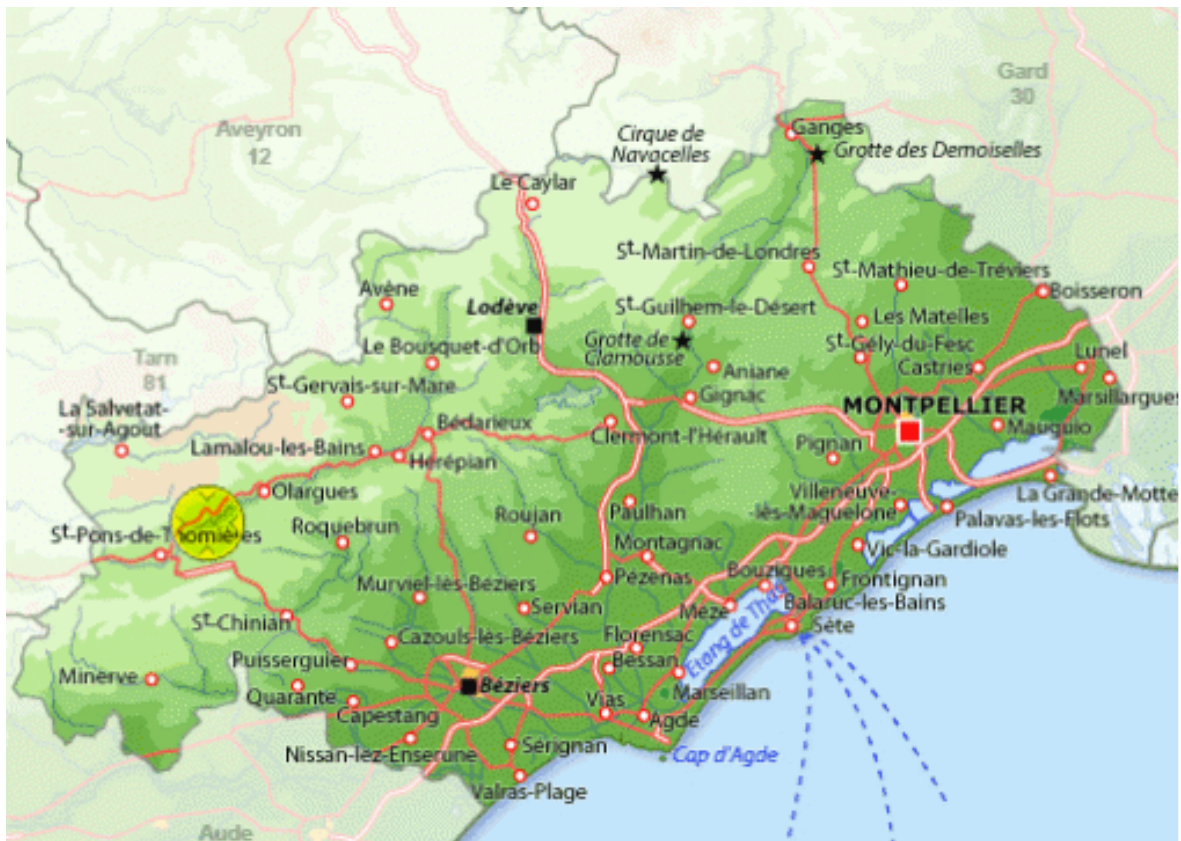 Gard
30
Aveyron
12
Cirque de
Navacelles
Ganges
Grotte des Demoiselles
Le Caylar
St-Martin-de-Londres
St-Mathieu-de-Tréviers
Avène
Boisseron
Lodève
St-Guilhem-le-Désert
Les Matelles
Le Bousquet-d'Orb
Grotte de
Clamousse
St-Gély-du-Fesc
Lunel
Tarn
81
Aniane
Castries
St-Gervais-sur-Mare
Gignac
Marsillargues
La Salvetat-
-sur-Agout
MONTPELLIER
Bédarieux
Clermont-l'Hérault
Mauguio
Lamalou-les-Bains
Pignan
Hérépian
Olargues
Villeneuve-
-lès-Maguelone
La Grande-Motte
Roquebrun
Roujan
Paulhan
Palavas-les-Flots
St-Pons-de-Thomières
Montagnac
Vic-la-Gardiole
Murviel-lès-Béziers
Pézenas
Bouzigues
Frontignan
Servian
Mèze
Balaruc-les-Bains
St-Chinian
Cazouls-lès-Béziers
Florensac
Etang de Thau
Sète
Puisserguier
Bessan
Minerve
Béziers
Marseillan
Quarante
Vias
Capestang
Agde
Nissan-lez-Enserune
Sérignan
Cap d'Agde
Valras-Plage
Aude